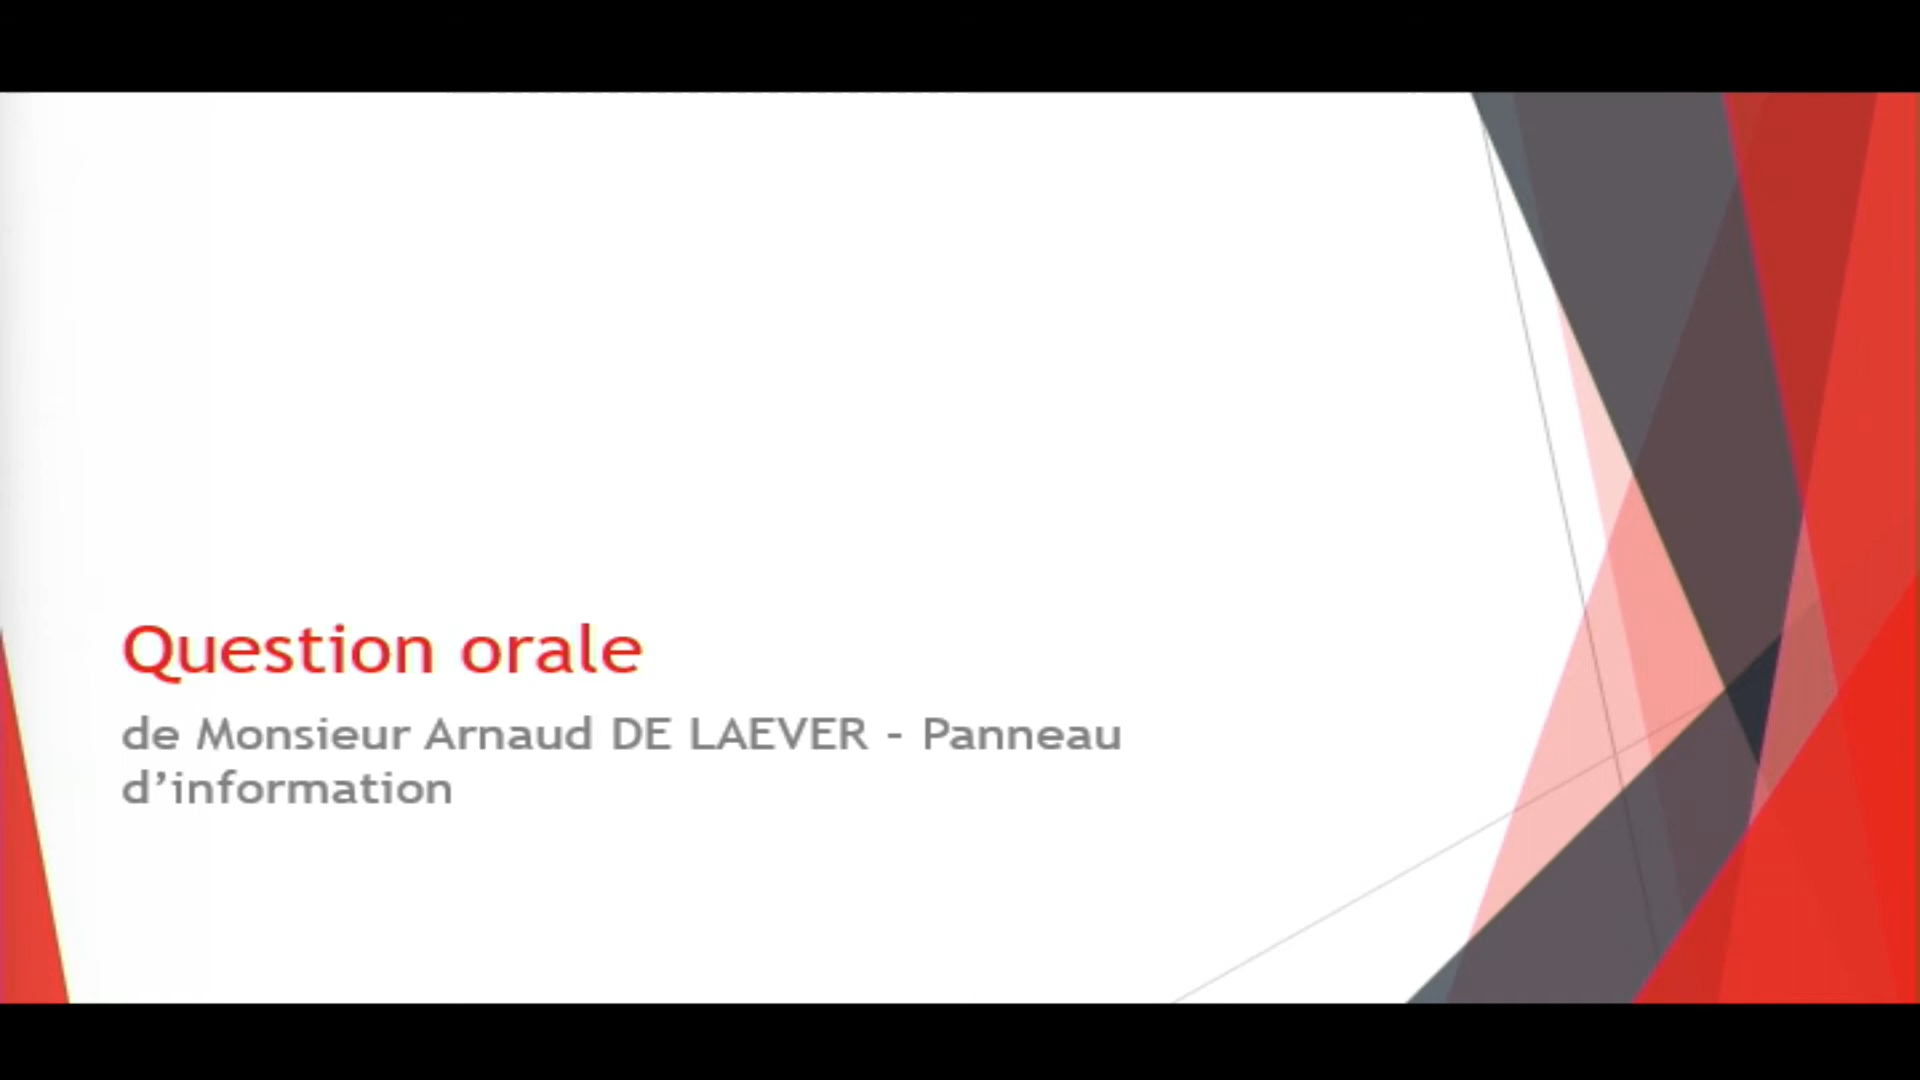 Question orale
de Monsieur Arnaud DE LAEVER - Panneau
d’information